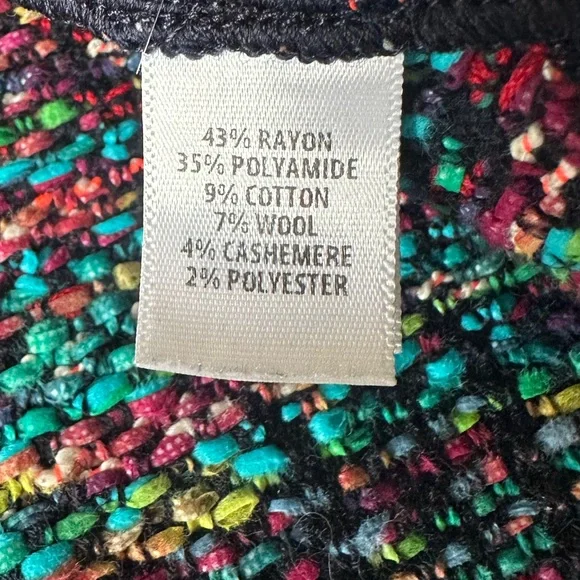 43% RAYON
35% POLYAMIDE
9% COTTON
7% WOOL
4% CASHEMERE
2% POLYESTER